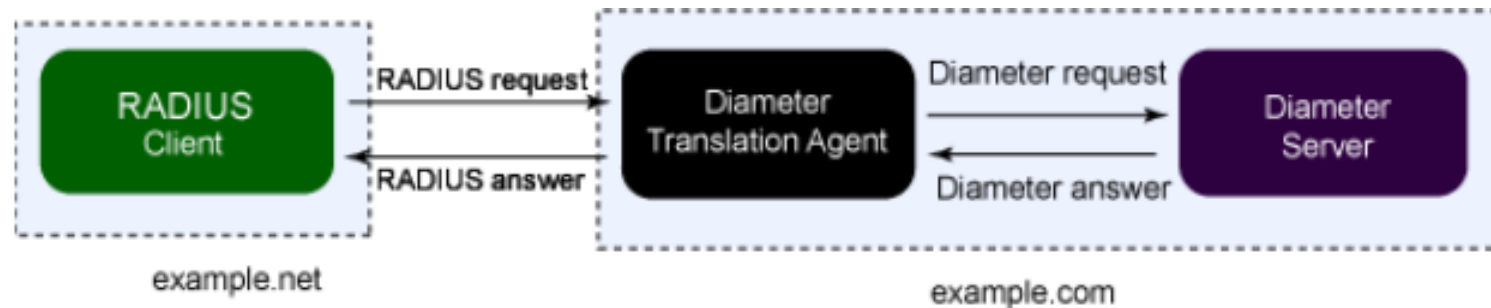 RADIUS
Client
RADIUS request
RADIUS answer
Diameter
Translation Agent
Diameter request
Diameter answer
Diameter
Server
example.net
example.com